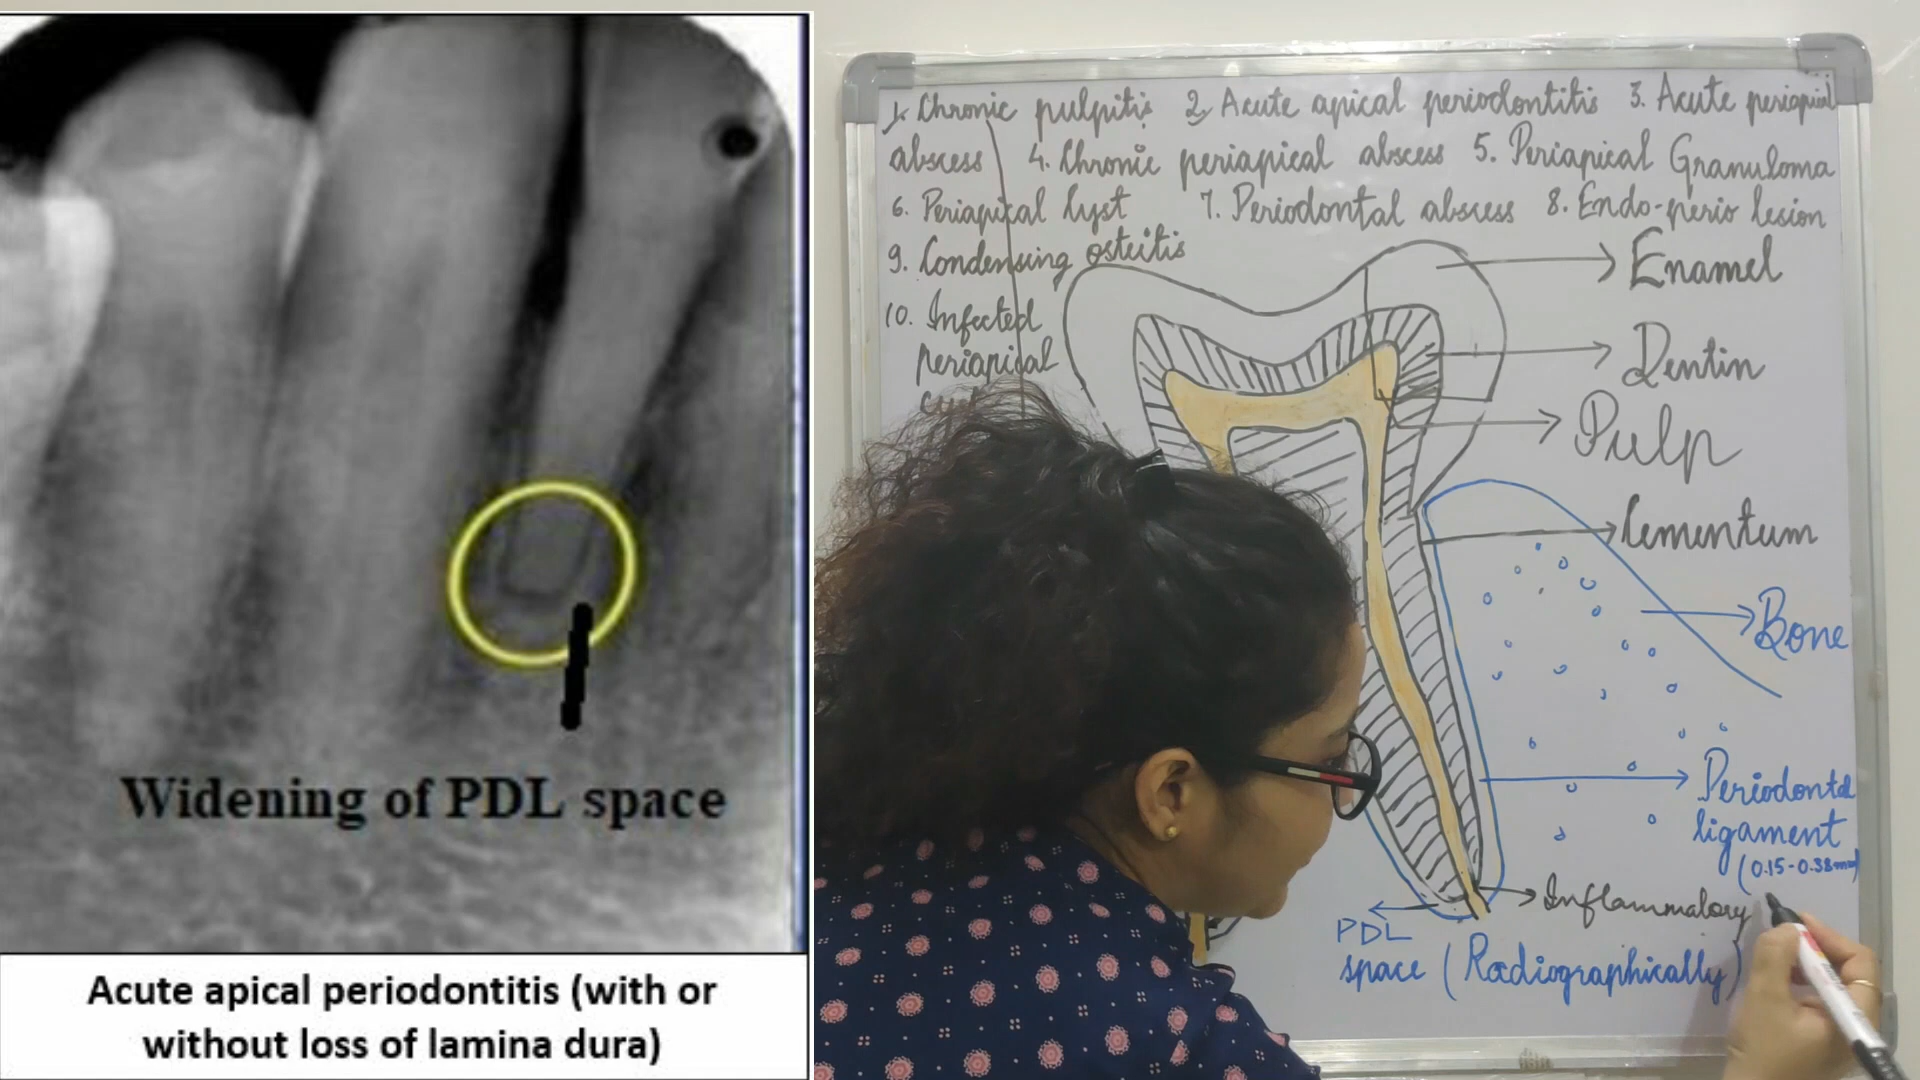 Widening of PDL space
Acute apical periodontitis (with or
without loss of lamina dura)
1. Chronic pulpitis 2. Acute apical periodontitis 3. Acute periapical
abscess 4. Chronic periapical abscess 5. Periapical Granuloma
6. Periapical Cyst 7. Periodontal abscess 8. Endo-perio lesion
9. Condensing osteitis
10. Infected
periapical
Enamel
Dentin
Pulp
Cementum
Bone
Periodontal
ligament
(0.15-0.38mm)
Inflammatory
PDL
space (Radiographically)